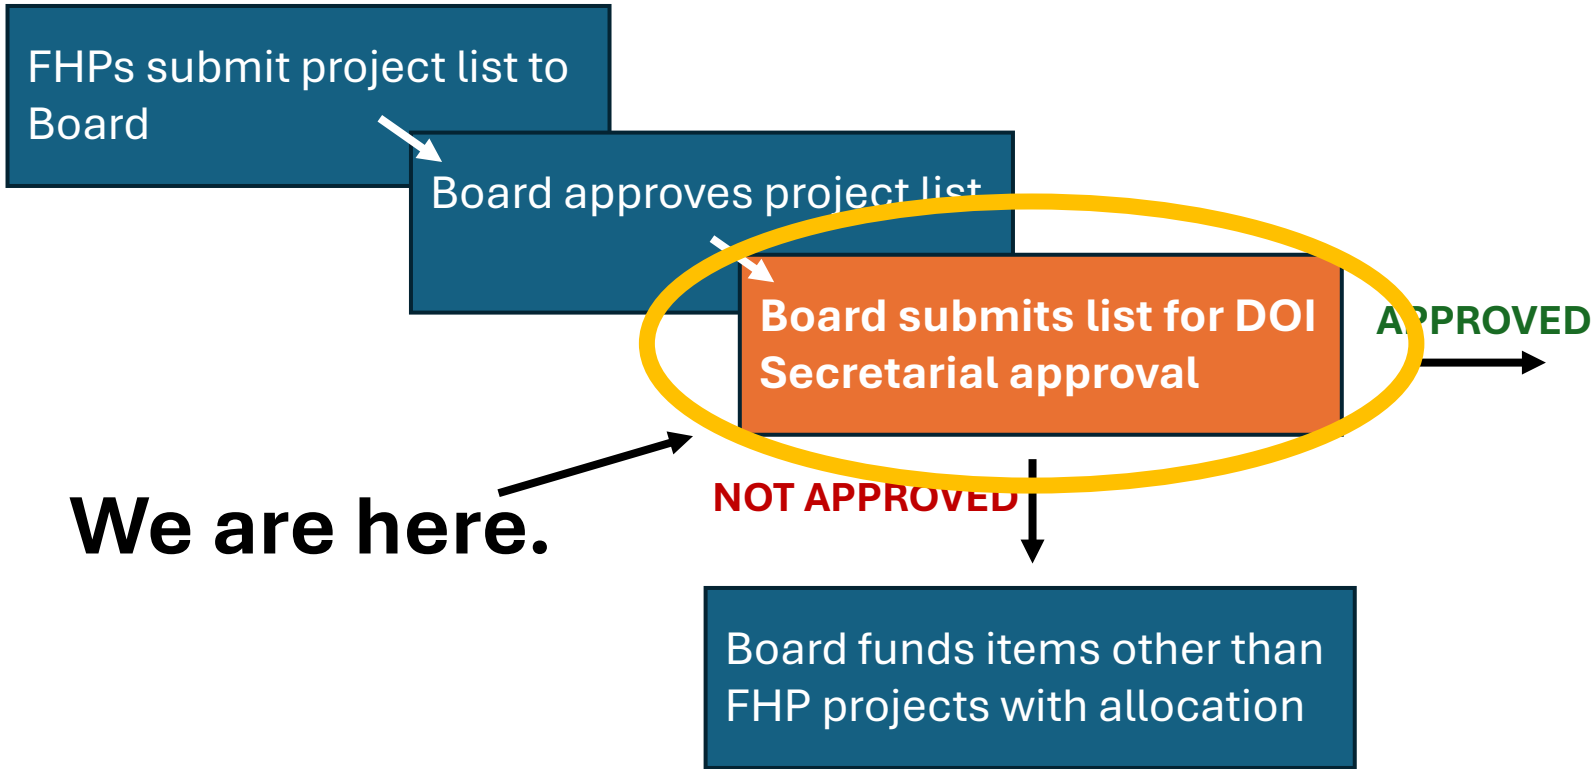 FHPs submit project list to
Board
Board approves project list
Board submits list for DOI
Secretarial approval
APPROVED
We are here.
NOT APPROVED
Board funds items other than
FHP projects with allocation